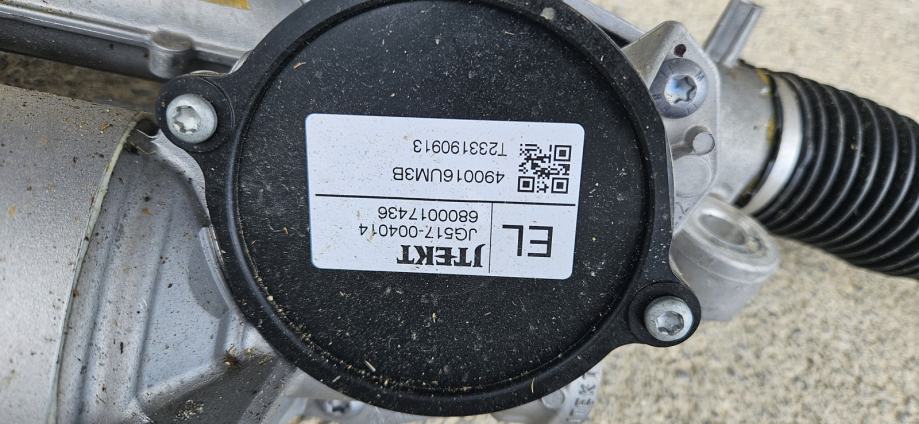 EL
JTEKT
JG517-004014
6800017436
490016UM3B
T233190913